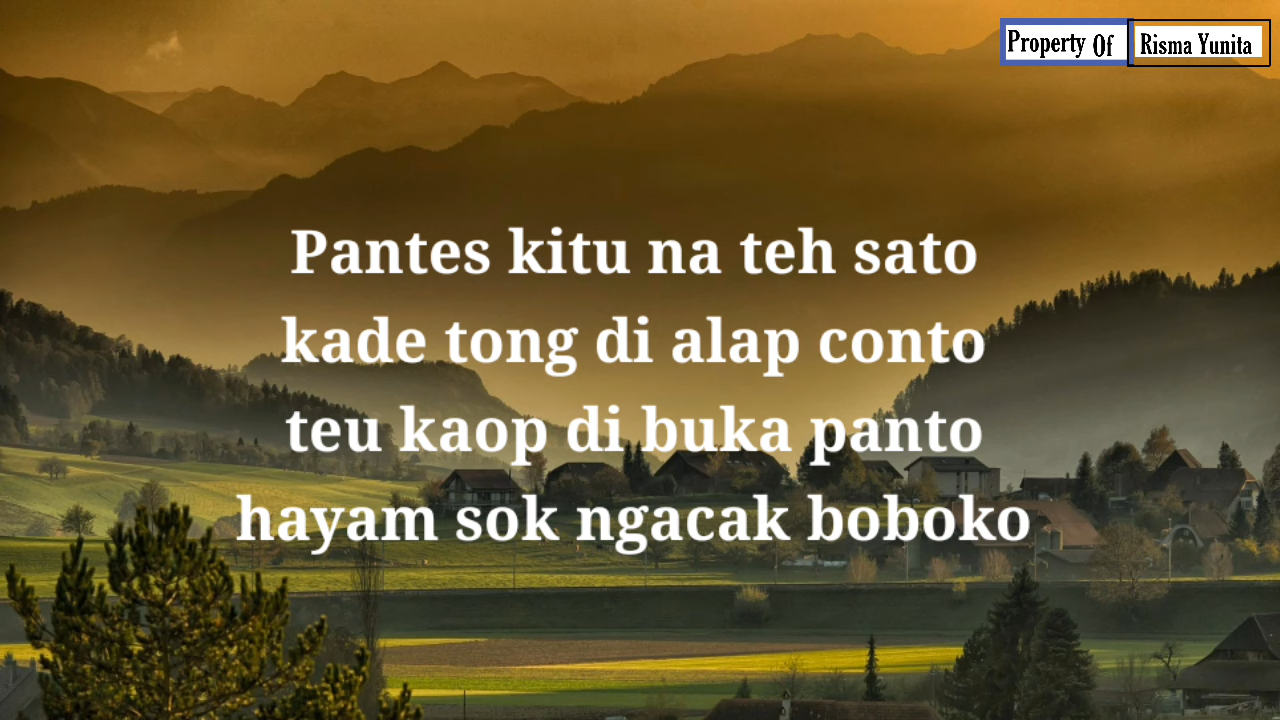 Property Of Risma Yunita
Pantes kitu na teh sato
kade tong di alap conto
teu kaop di buka panto
hayam sok ngacak boboko